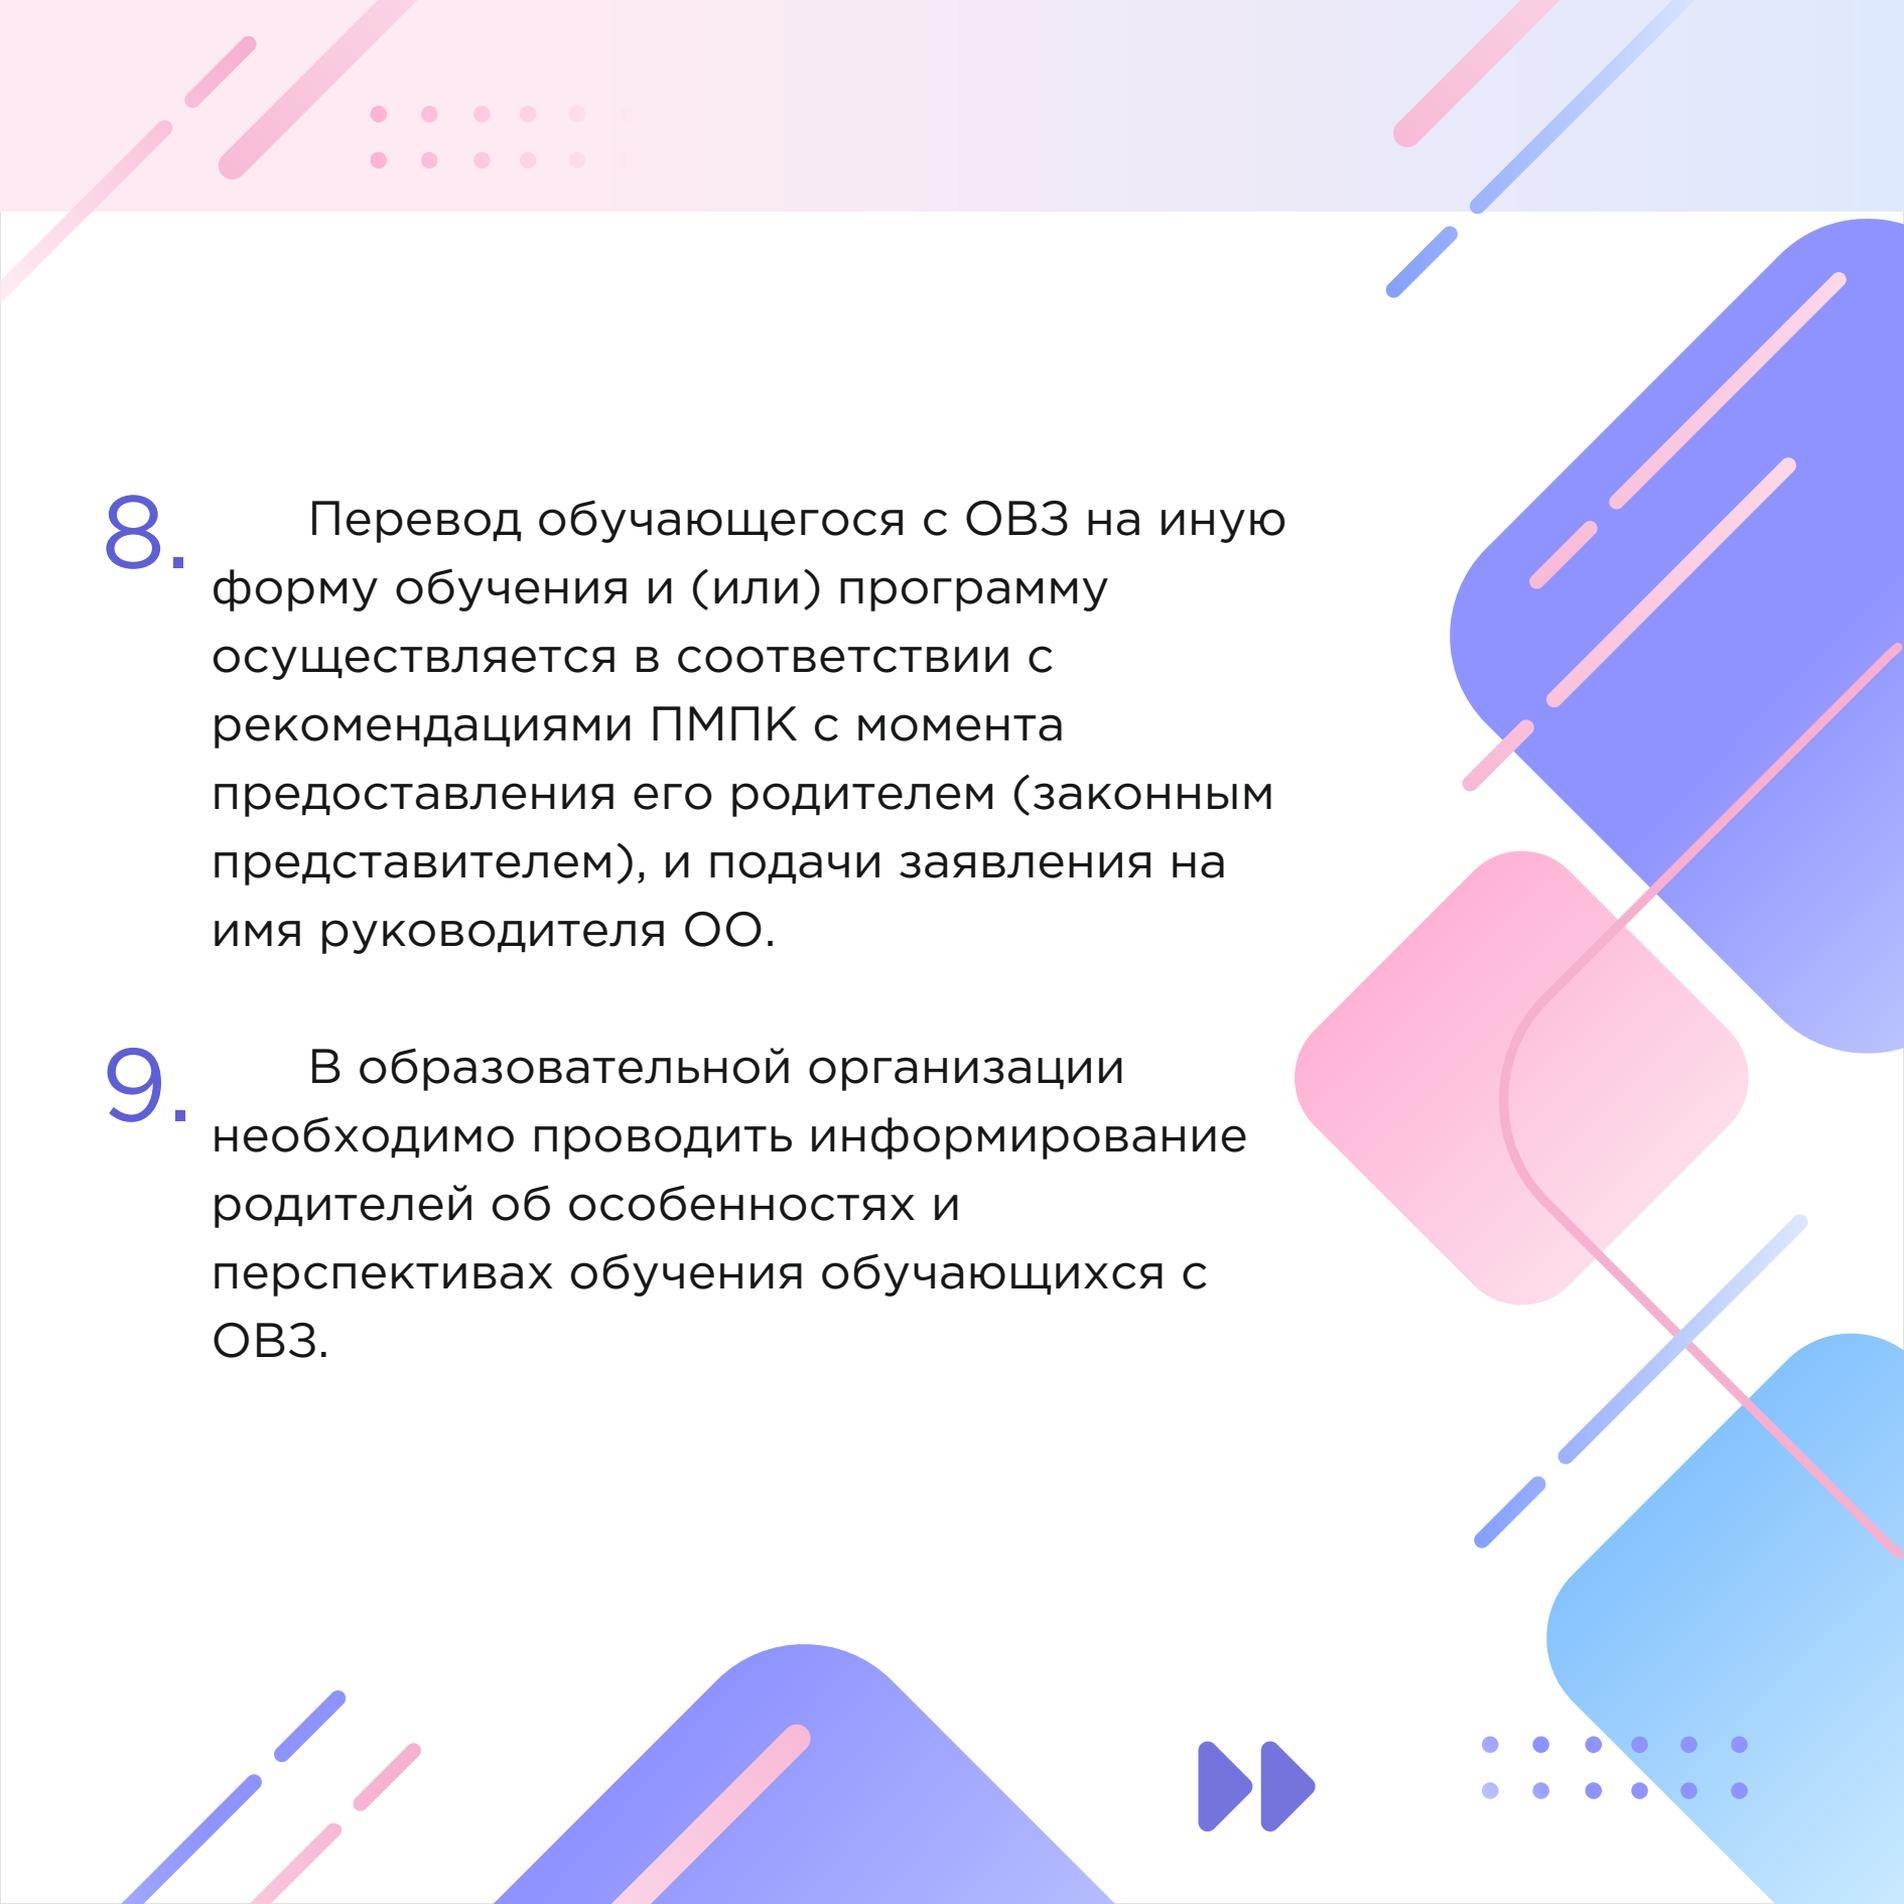 8. Перевод обучающегося с ОВЗ на иную
форму обучения и (или) программу
осуществляется в соответствии с
рекомендациями ПМПК с момента
предоставления его родителем (законным
представителем), и подачи заявления на
имя руководителя ОО.
9. В образовательной организации
необходимо проводить информирование
родителей об особенностях и
перспективах обучения обучающихся с
ОВЗ.